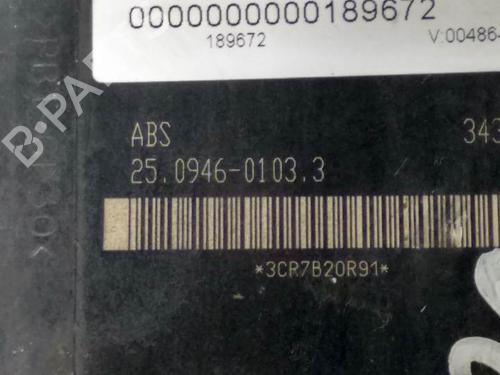 0000000000189672
189672
V:00486-
ABS
343
25.0946-0103.3
*3CR7B20R91*